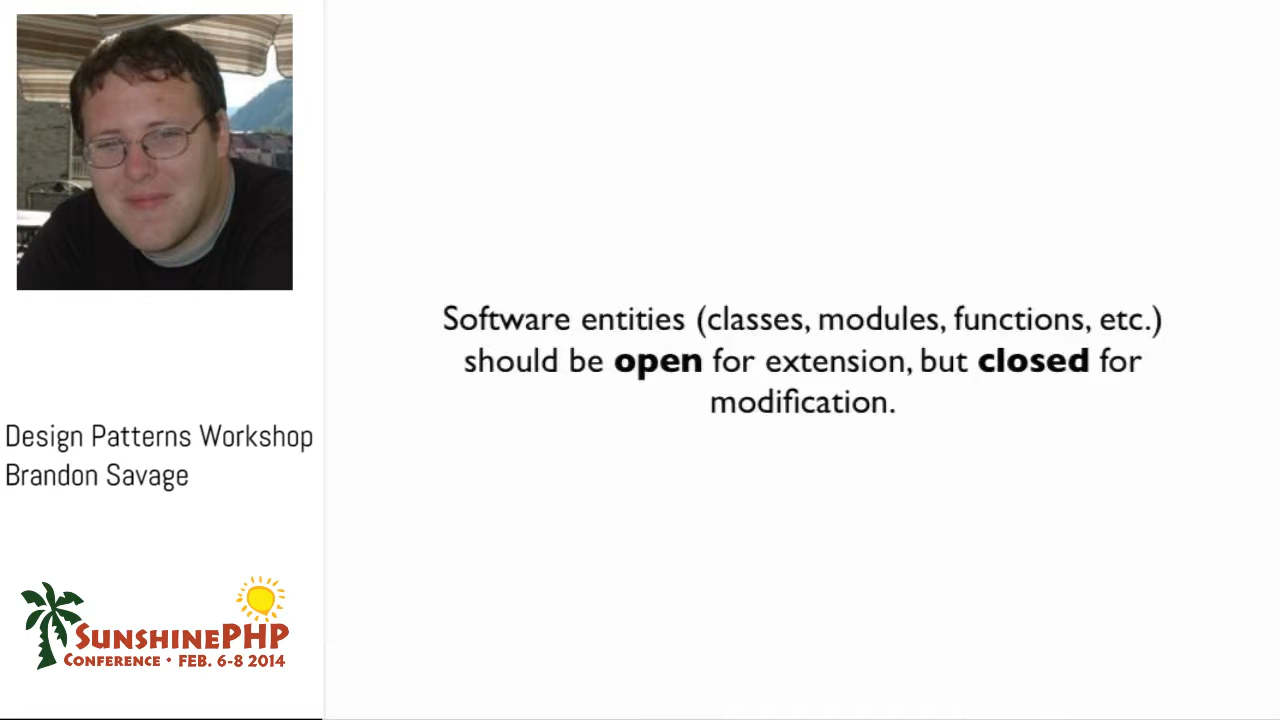 Software entities (classes, modules, functions, etc.)
should be open for extension, but closed for
modification.
Design Patterns Workshop
Brandon Savage
SUNSHINEPHP
CONFERENCE • FEB. 6-8 2014